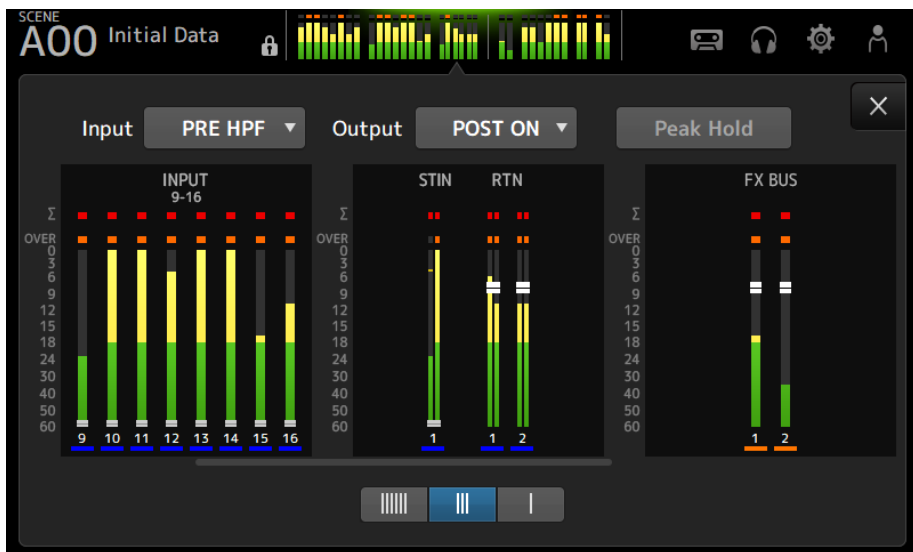 SCENE
A00 Initial Data
Input PRE HPF Output POST ON Peak Hold
INPUT
9-16
Σ
OVER
0
3
6
9
12
15
18
24
30
40
50
60
9 10 11 12 13 14 15 16
STIN RTN
Σ
OVER
0
3
6
9
12
15
18
24
30
40
50
60
1 1 2
FX BUS
Σ
OVER
0
3
6
9
12
15
18
24
30
40
50
60
1 2